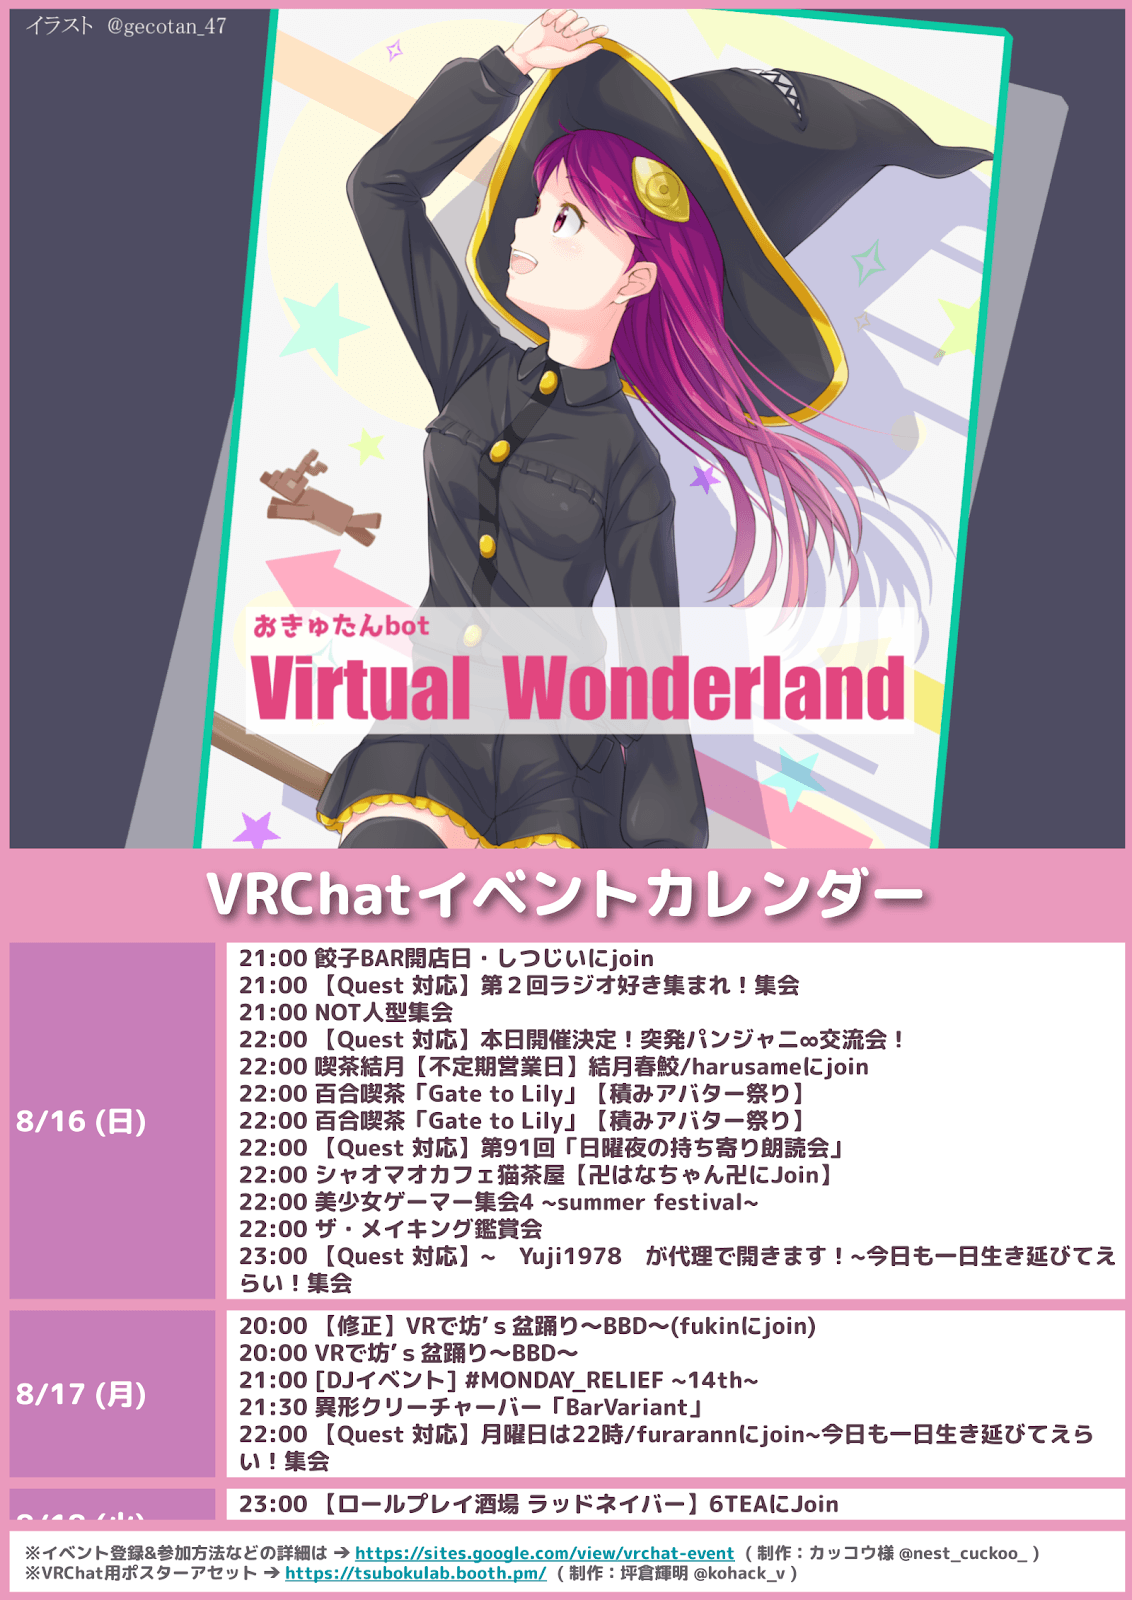 イラスト @gecotan_47
おきゅたんbot
Virtual Wonderland
VRChatイベントカレンダー
8/16 (日)
21:00 餃子BAR開店日・しつじいにjoin
21:00 【Quest 対応】第２回ラジオ好き集まれ！集会
21:00 NOT人型集会
22:00 【Quest 対応】本日開催決定！突発パンジャニ∞交流会！
22:00 喫茶結月【不定期営業日】結月春鮫/harusameにjoin
22:00 百合喫茶「Gate to Lily」【積みアバター祭り】
22:00 百合喫茶「Gate to Lily」【積みアバター祭り】
22:00 【Quest 対応】第91回「日曜夜の持ち寄り朗読会」
22:00 シャオマオカフェ猫茶屋【卍はなちゃん卍にJoin】
22:00 美少女ゲーマー集会4 ~summer festival~
22:00 ザ・メイキング鑑賞会
23:00 【Quest 対応】~　Yuji1978　が代理で開きます！~今日も一日生き延びてえ
らい！集会
8/17 (月)
20:00 【修正】VRで坊’ｓ盆踊り～BBD～(fukinにjoin)
20:00 VRで坊’ｓ盆踊り～BBD～
21:00 [DJイベント] #MONDAY_RELIEF ~14th~
21:30 異形クリーチャーバー「BarVariant」
22:00 【Quest 対応】月曜日は22時/furarannにjoin~今日も一日生き延びてえら
い！集会
8/18 (火)
23:00 【ロールプレイ酒場 ラッドネイバー】6TEAにJoin
※イベント登録&参加方法などの詳細は ➔ https://sites.google.com/view/vrchat-event （ 制作：カッコウ様 @nest_cuckoo_ ）
※VRChat用ポスターアセット ➔ https://tsubokulab.booth.pm/ （ 制作：坪倉輝明 @kohack_v ）